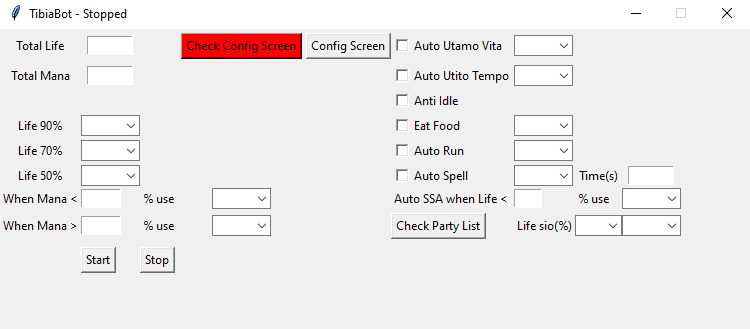 TibiaBot - Stopped
Total Life Check Config Screen Config Screen Auto Utamo Vita
Total Mana Auto Utito Tempo
Anti Idle
Life 90% Eat Food
Life 70% Auto Run
Life 50% Auto Spell Time(s)
When Mana < % use Auto SSA when Life < % use
When Mana > % use Check Party List Life sio(%)
Start Stop